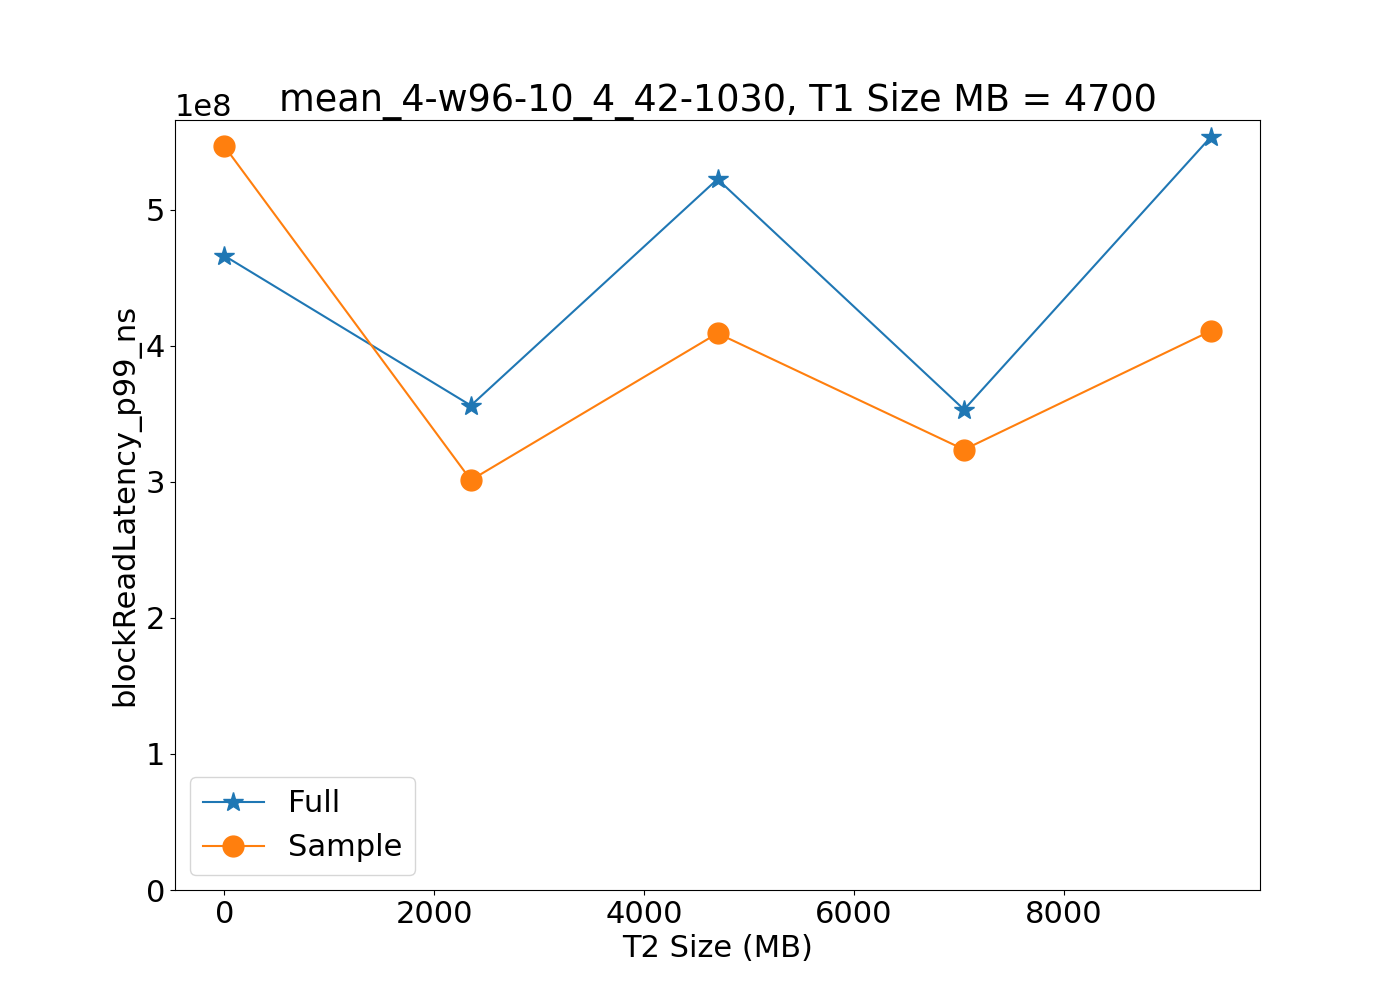 1e8
mean_4-w96-10_4_42-1030, T1 Size MB = 4700
blockReadLatency_p99_ns
5
4
3
2
1
0
Full
Sample
0 2000 4000 6000 8000
T2 Size (MB)